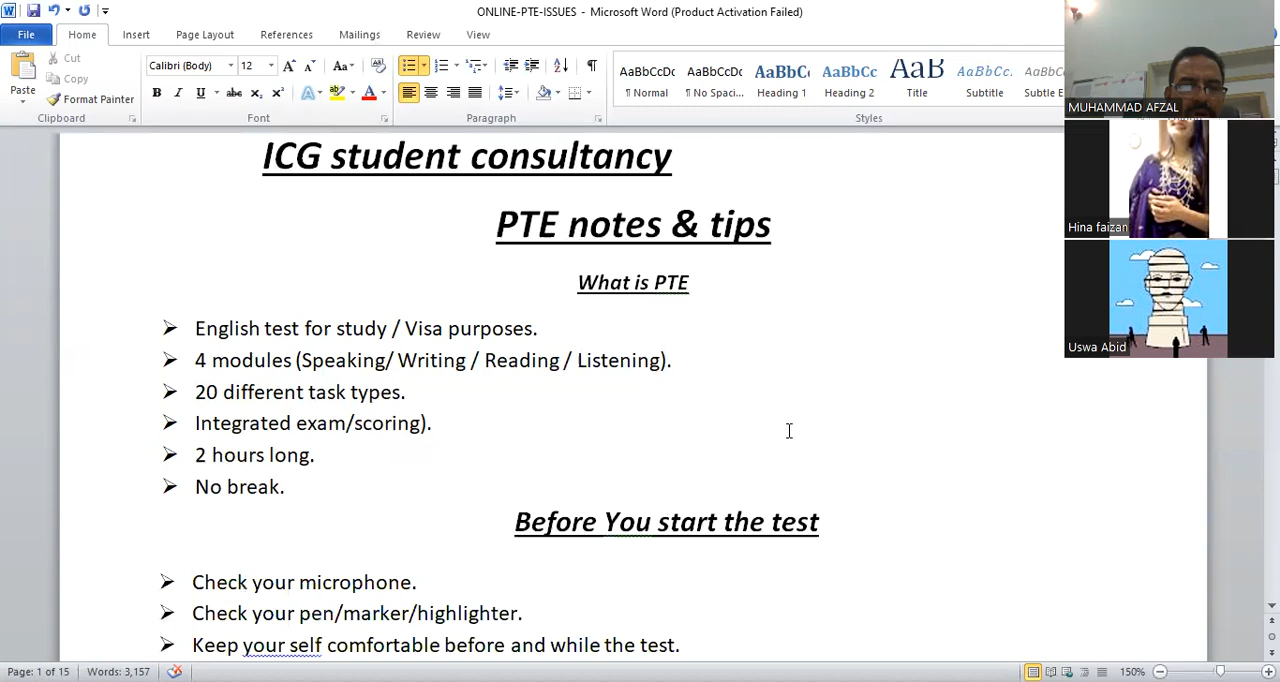 ONLINE-PTE-ISSUES - Microsoft Word (Product Activation Failed)
File Home Insert Page Layout References Mailings Review View
Paste
Cut
Copy
Format Painter
Clipboard
Calibri (Body) 12
Font
Paragraph
AaBbCcDc AaBbCcDc AaBbCc AaBbCc AaB AaBbCc. AaBbCc
¶ Normal ¶ No Spaci... Heading 1 Heading 2 Title Subtitle Subtle E
Styles
MUHAMMAD AFZAL
Hina faizan
Uswa Abid
ICG student consultancy
PTE notes & tips
What is PTE
➢ English test for study / Visa purposes.
➢ 4 modules (Speaking/ Writing / Reading / Listening).
➢ 20 different task types.
➢ Integrated exam/scoring).
➢ 2 hours long.
➢ No break.
Before You start the test
➢ Check your microphone.
➢ Check your pen/marker/highlighter.
➢ Keep your self comfortable before and while the test.
Page: 1 of 15 Words: 3,157 150%